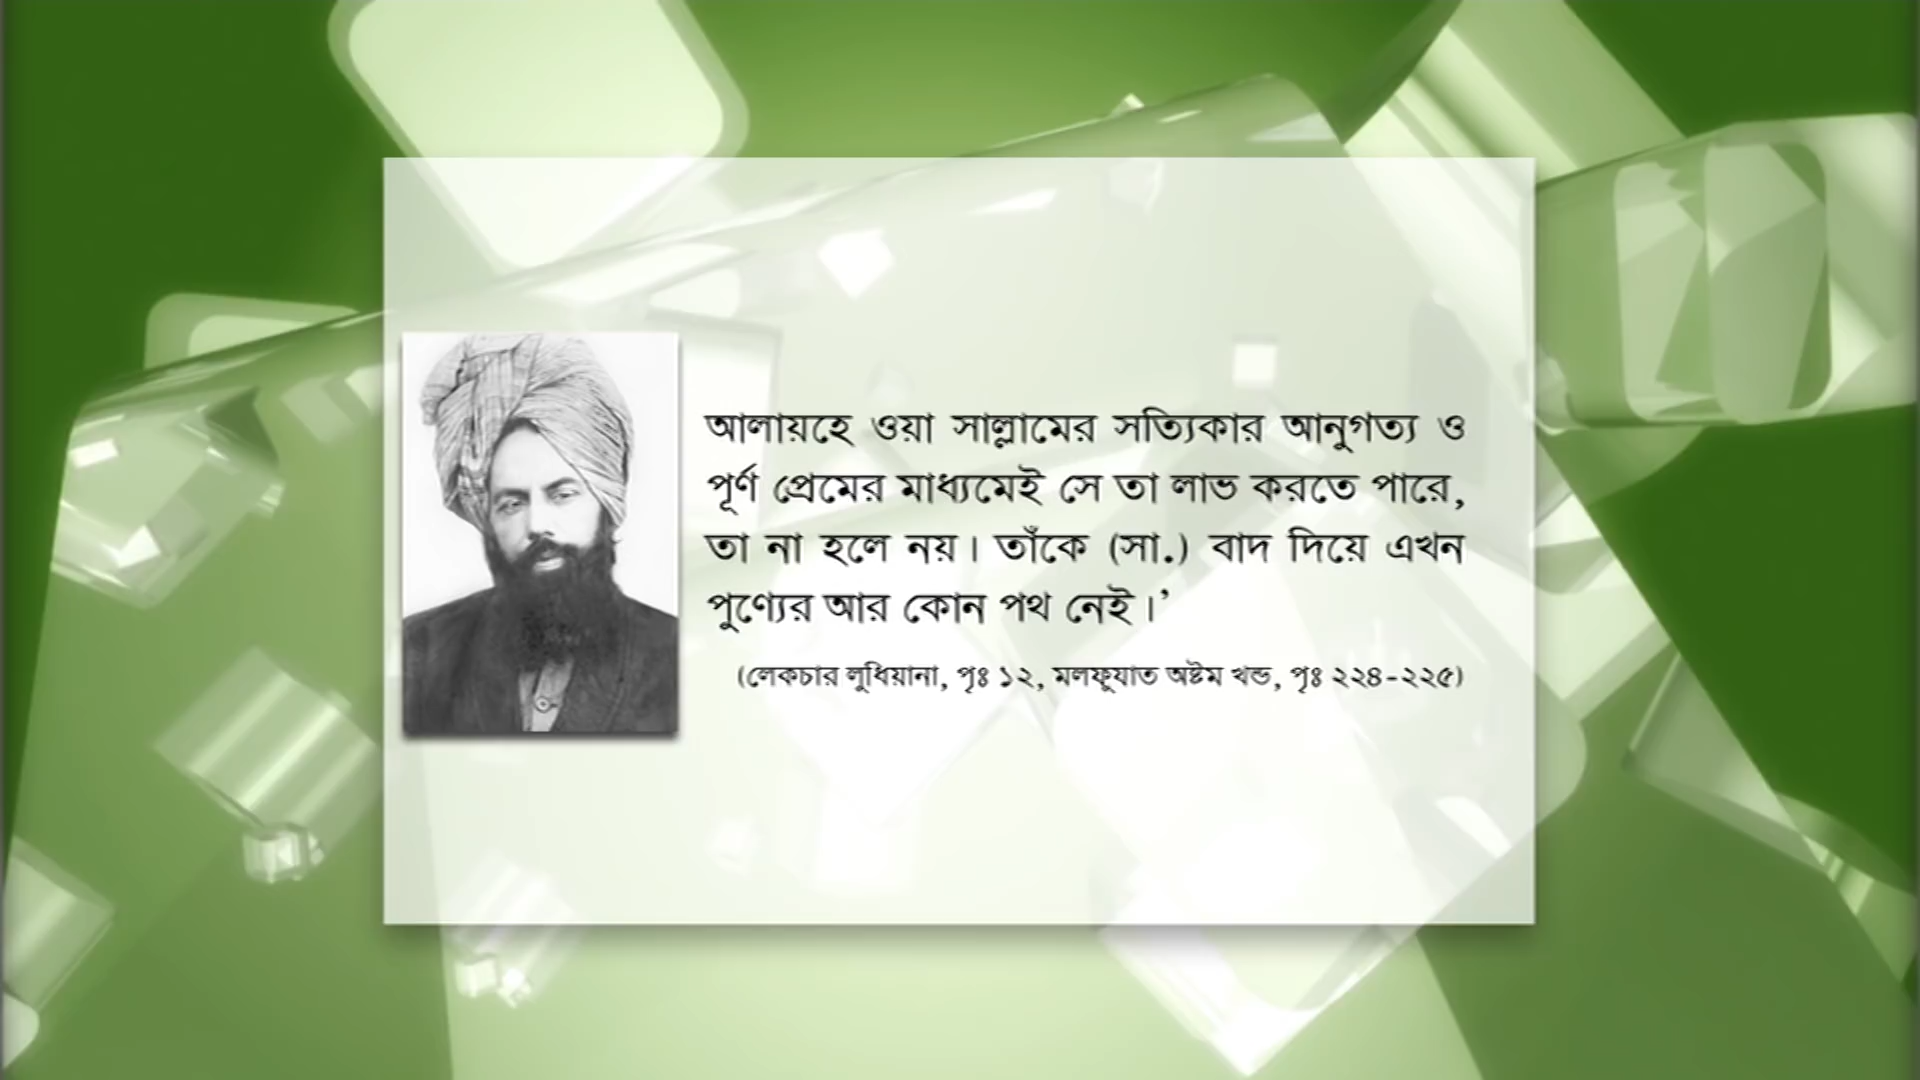 আলায়হে ওয়া সাল্লামের সত্যিকার আনুগত্য ও
পূর্ণ প্রেমের মাধ্যমেই সে তা লাভ করতে পারে,
তা না হলে নয়। তাঁকে (সা.) বাদ দিয়ে এখন
পুণ্যের আর কোন পথ নেই।’
(লেকচার লুধিয়ানা, পৃঃ ১২, মলফুযাত অষ্টম খন্ড, পৃঃ ২২৪-২২৫)